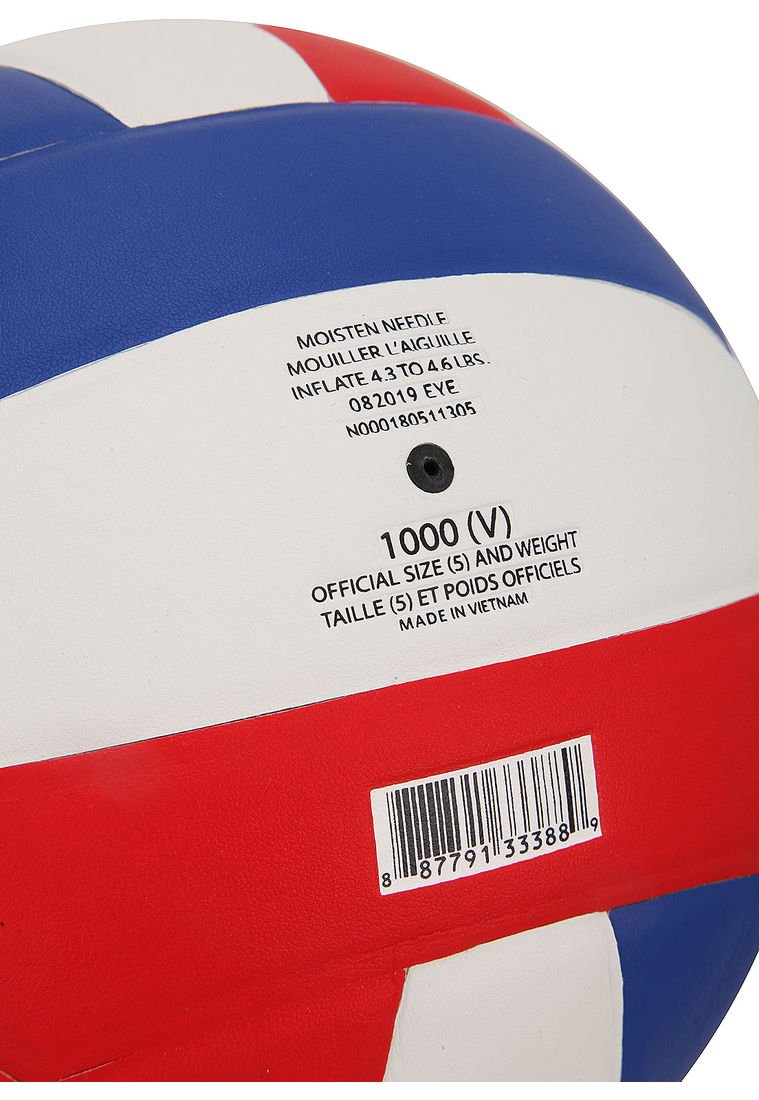 MOISTEN NEEDLE
MOUILLER L'AIGUILLE
INFLATE 4.3 TO 4.6 LBS.
082019 EYE
N000180511305
1000 (V)
OFFICIAL SIZE (5) AND WEIGHT
TAILLE (5) ET POIDS OFFICIELS
MADE IN VIETNAM
8 87791 33388 9